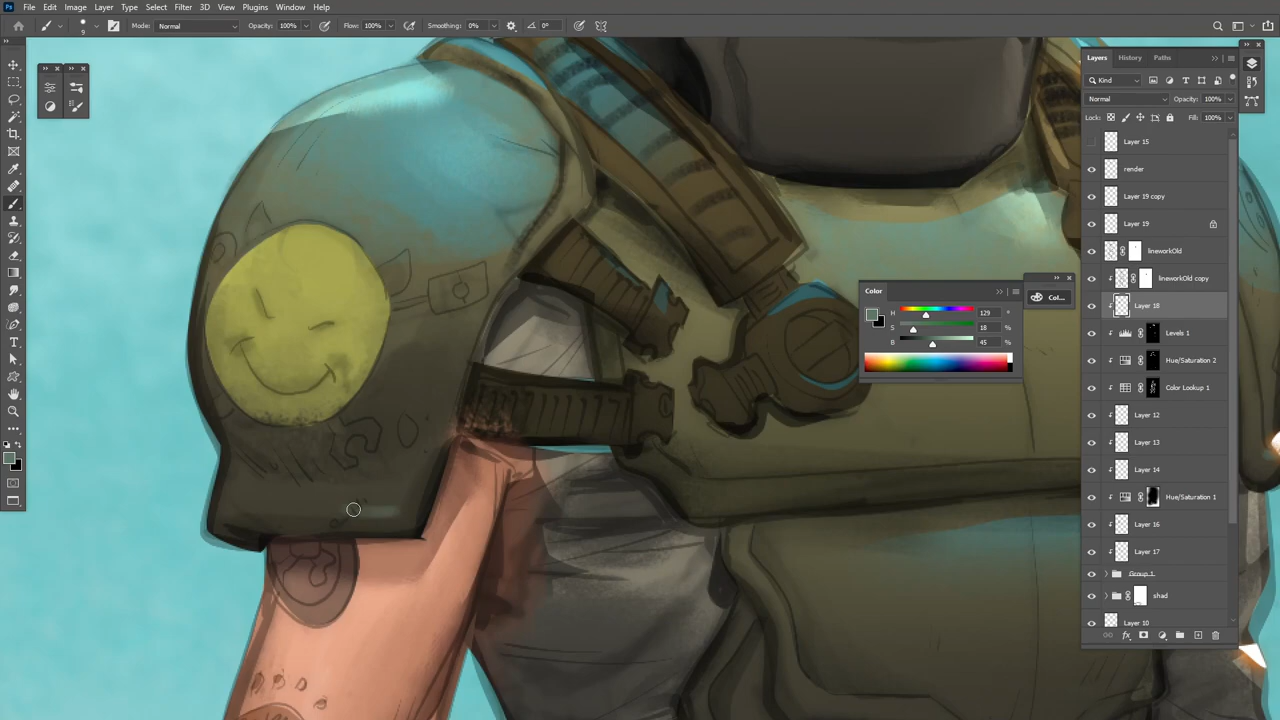 Ps File Edit Image Layer Type Select Filter 3D View Plugins Window Help
9 Mode: Normal Opacity: 100% Flow: 100% Smoothing: 0% 0°
Layers History Paths
Kind
Normal Opacity: 100%
Lock: Fill: 100%
Layer 15
render
Layer 19 copy
Layer 19
lineworkOld
lineworkOld copy
Layer 18
Levels 1
Hue/Saturation 2
Color Lookup 1
Layer 12
Layer 13
Layer 14
Hue/Saturation 1
Layer 16
Layer 17
Group 1
shad
Layer 10
Color
H 129 °
S 18 %
B 45 %
Col...